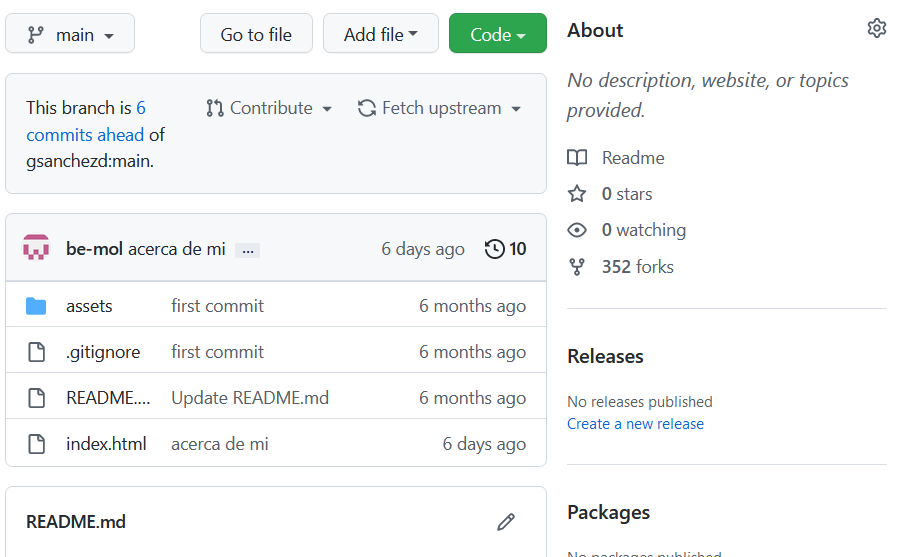 main
Go to file
Add file
Code
This branch is 6
commits ahead of
gsanchezd:main.
Contribute
Fetch upstream
be-mol acerca de mi ...
6 days ago
10
assets first commit 6 months ago
.gitignore first commit 6 months ago
README.... Update README.md 6 months ago
index.html acerca de mi 6 days ago
README.md
About
No description, website, or topics
provided.
Readme
0 stars
0 watching
352 forks
Releases
No releases published
Create a new release
Packages
No packages published